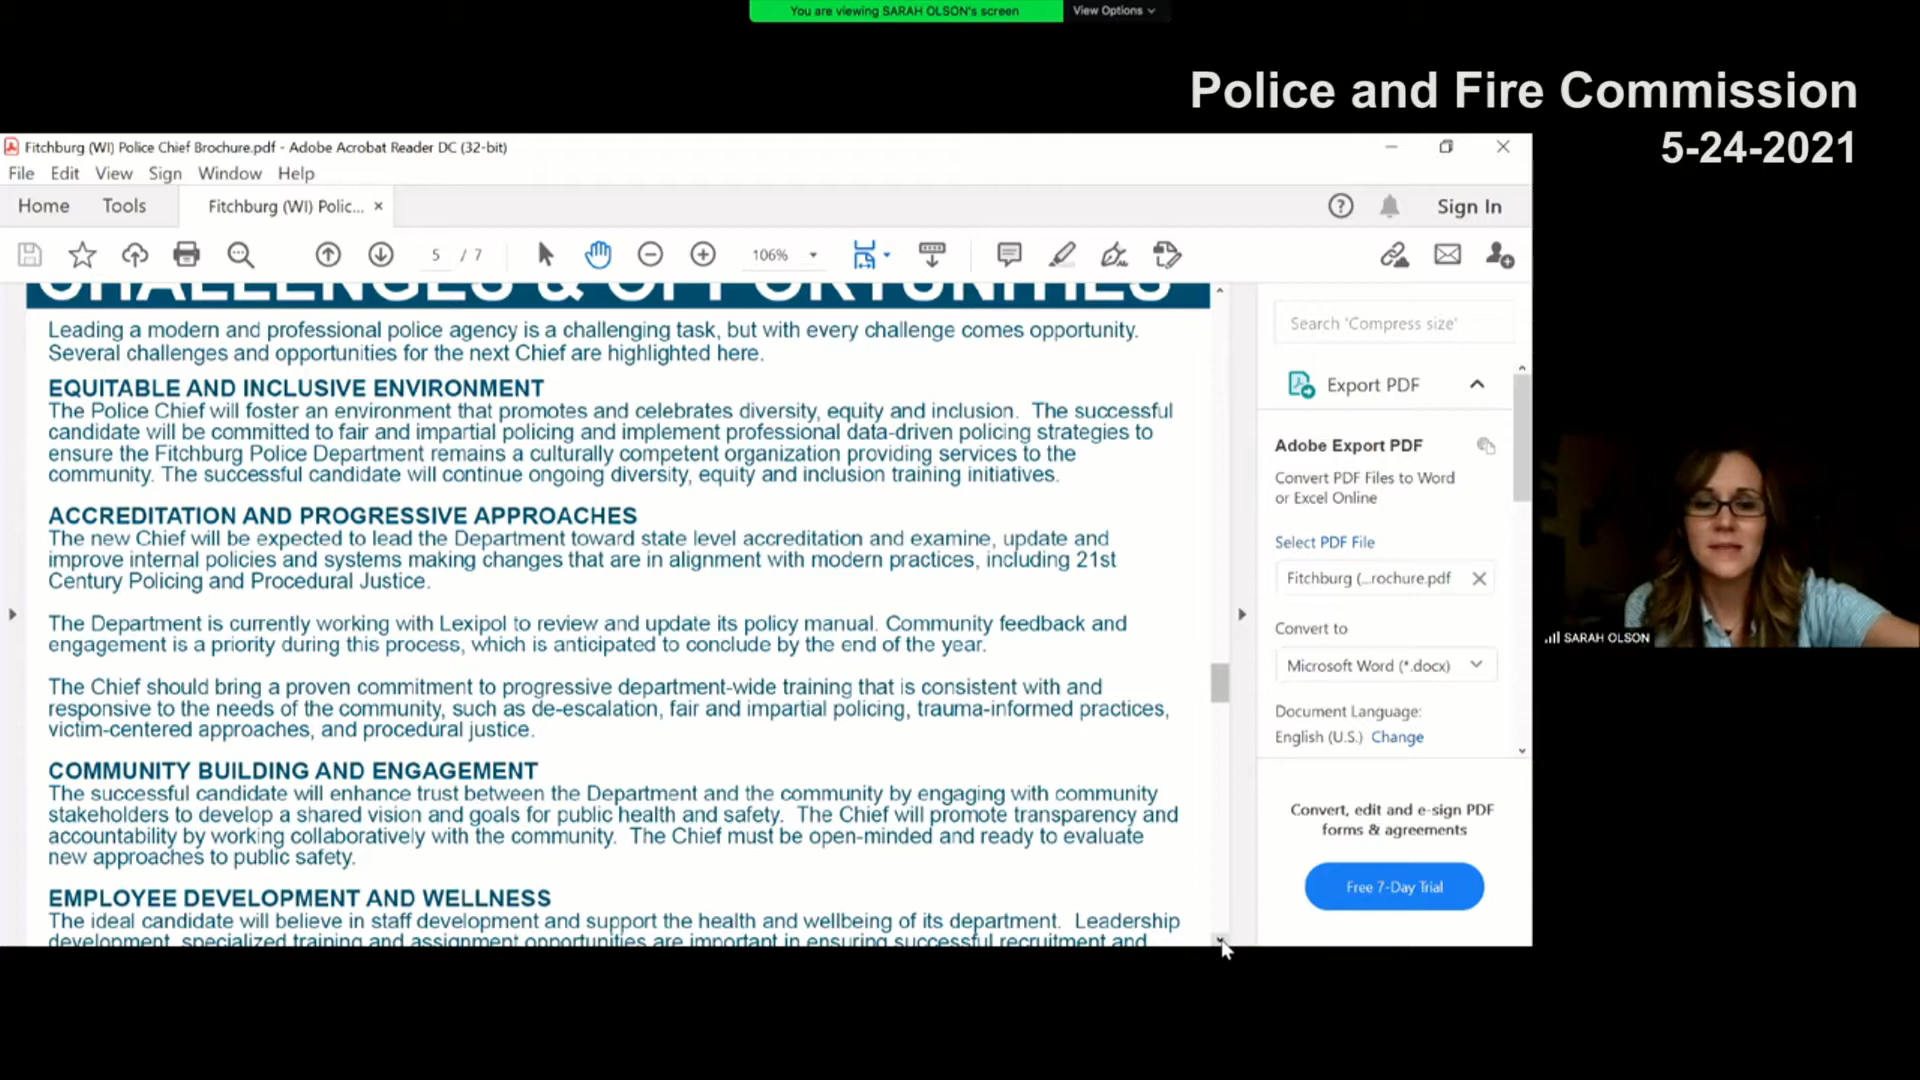 You are viewing SARAH OLSON's screen
View Options
Police and Fire Commission
5-24-2021
Fitchburg (WI) Police Chief Brochure.pdf - Adobe Acrobat Reader DC (32-bit)
File Edit View Sign Window Help
Home Tools Fitchburg (WI) Polic... × Sign In
5 / 7 106%
CHALLENGES & OPPORTUNITIES
Leading a modern and professional police agency is a challenging task, but with every challenge comes opportunity.
Several challenges and opportunities for the next Chief are highlighted here.
EQUITABLE AND INCLUSIVE ENVIRONMENT
The Police Chief will foster an environment that promotes and celebrates diversity, equity and inclusion. The successful
candidate will be committed to fair and impartial policing and implement professional data-driven policing strategies to
ensure the Fitchburg Police Department remains a culturally competent organization providing services to the
community. The successful candidate will continue ongoing diversity, equity and inclusion training initiatives.
ACCREDITATION AND PROGRESSIVE APPROACHES
The new Chief will be expected to lead the Department toward state level accreditation and examine, update and
improve internal policies and systems making changes that are in alignment with modern practices, including 21st
Century Policing and Procedural Justice.
The Department is currently working with Lexipol to review and update its policy manual. Community feedback and
engagement is a priority during this process, which is anticipated to conclude by the end of the year.
The Chief should bring a proven commitment to progressive department-wide training that is consistent with and
responsive to the needs of the community, such as de-escalation, fair and impartial policing, trauma-informed practices,
victim-centered approaches, and procedural justice.
COMMUNITY BUILDING AND ENGAGEMENT
The successful candidate will enhance trust between the Department and the community by engaging with community
stakeholders to develop a shared vision and goals for public health and safety. The Chief will promote transparency and
accountability by working collaboratively with the community. The Chief must be open-minded and ready to evaluate
new approaches to public safety.
EMPLOYEE DEVELOPMENT AND WELLNESS
The ideal candidate will believe in staff development and support the health and wellbeing of its department. Leadership
development, specialized training and assignment opportunities are important in ensuring successful recruitment and
Search 'Compress size'
Export PDF
Adobe Export PDF
Convert PDF Files to Word
or Excel Online
Select PDF File
Fitchburg (...rochure.pdf
Convert to
Microsoft Word (*.docx)
Document Language:
English (U.S.) Change
Convert, edit and e-sign PDF
forms & agreements
Free 7-Day Trial
SARAH OLSON